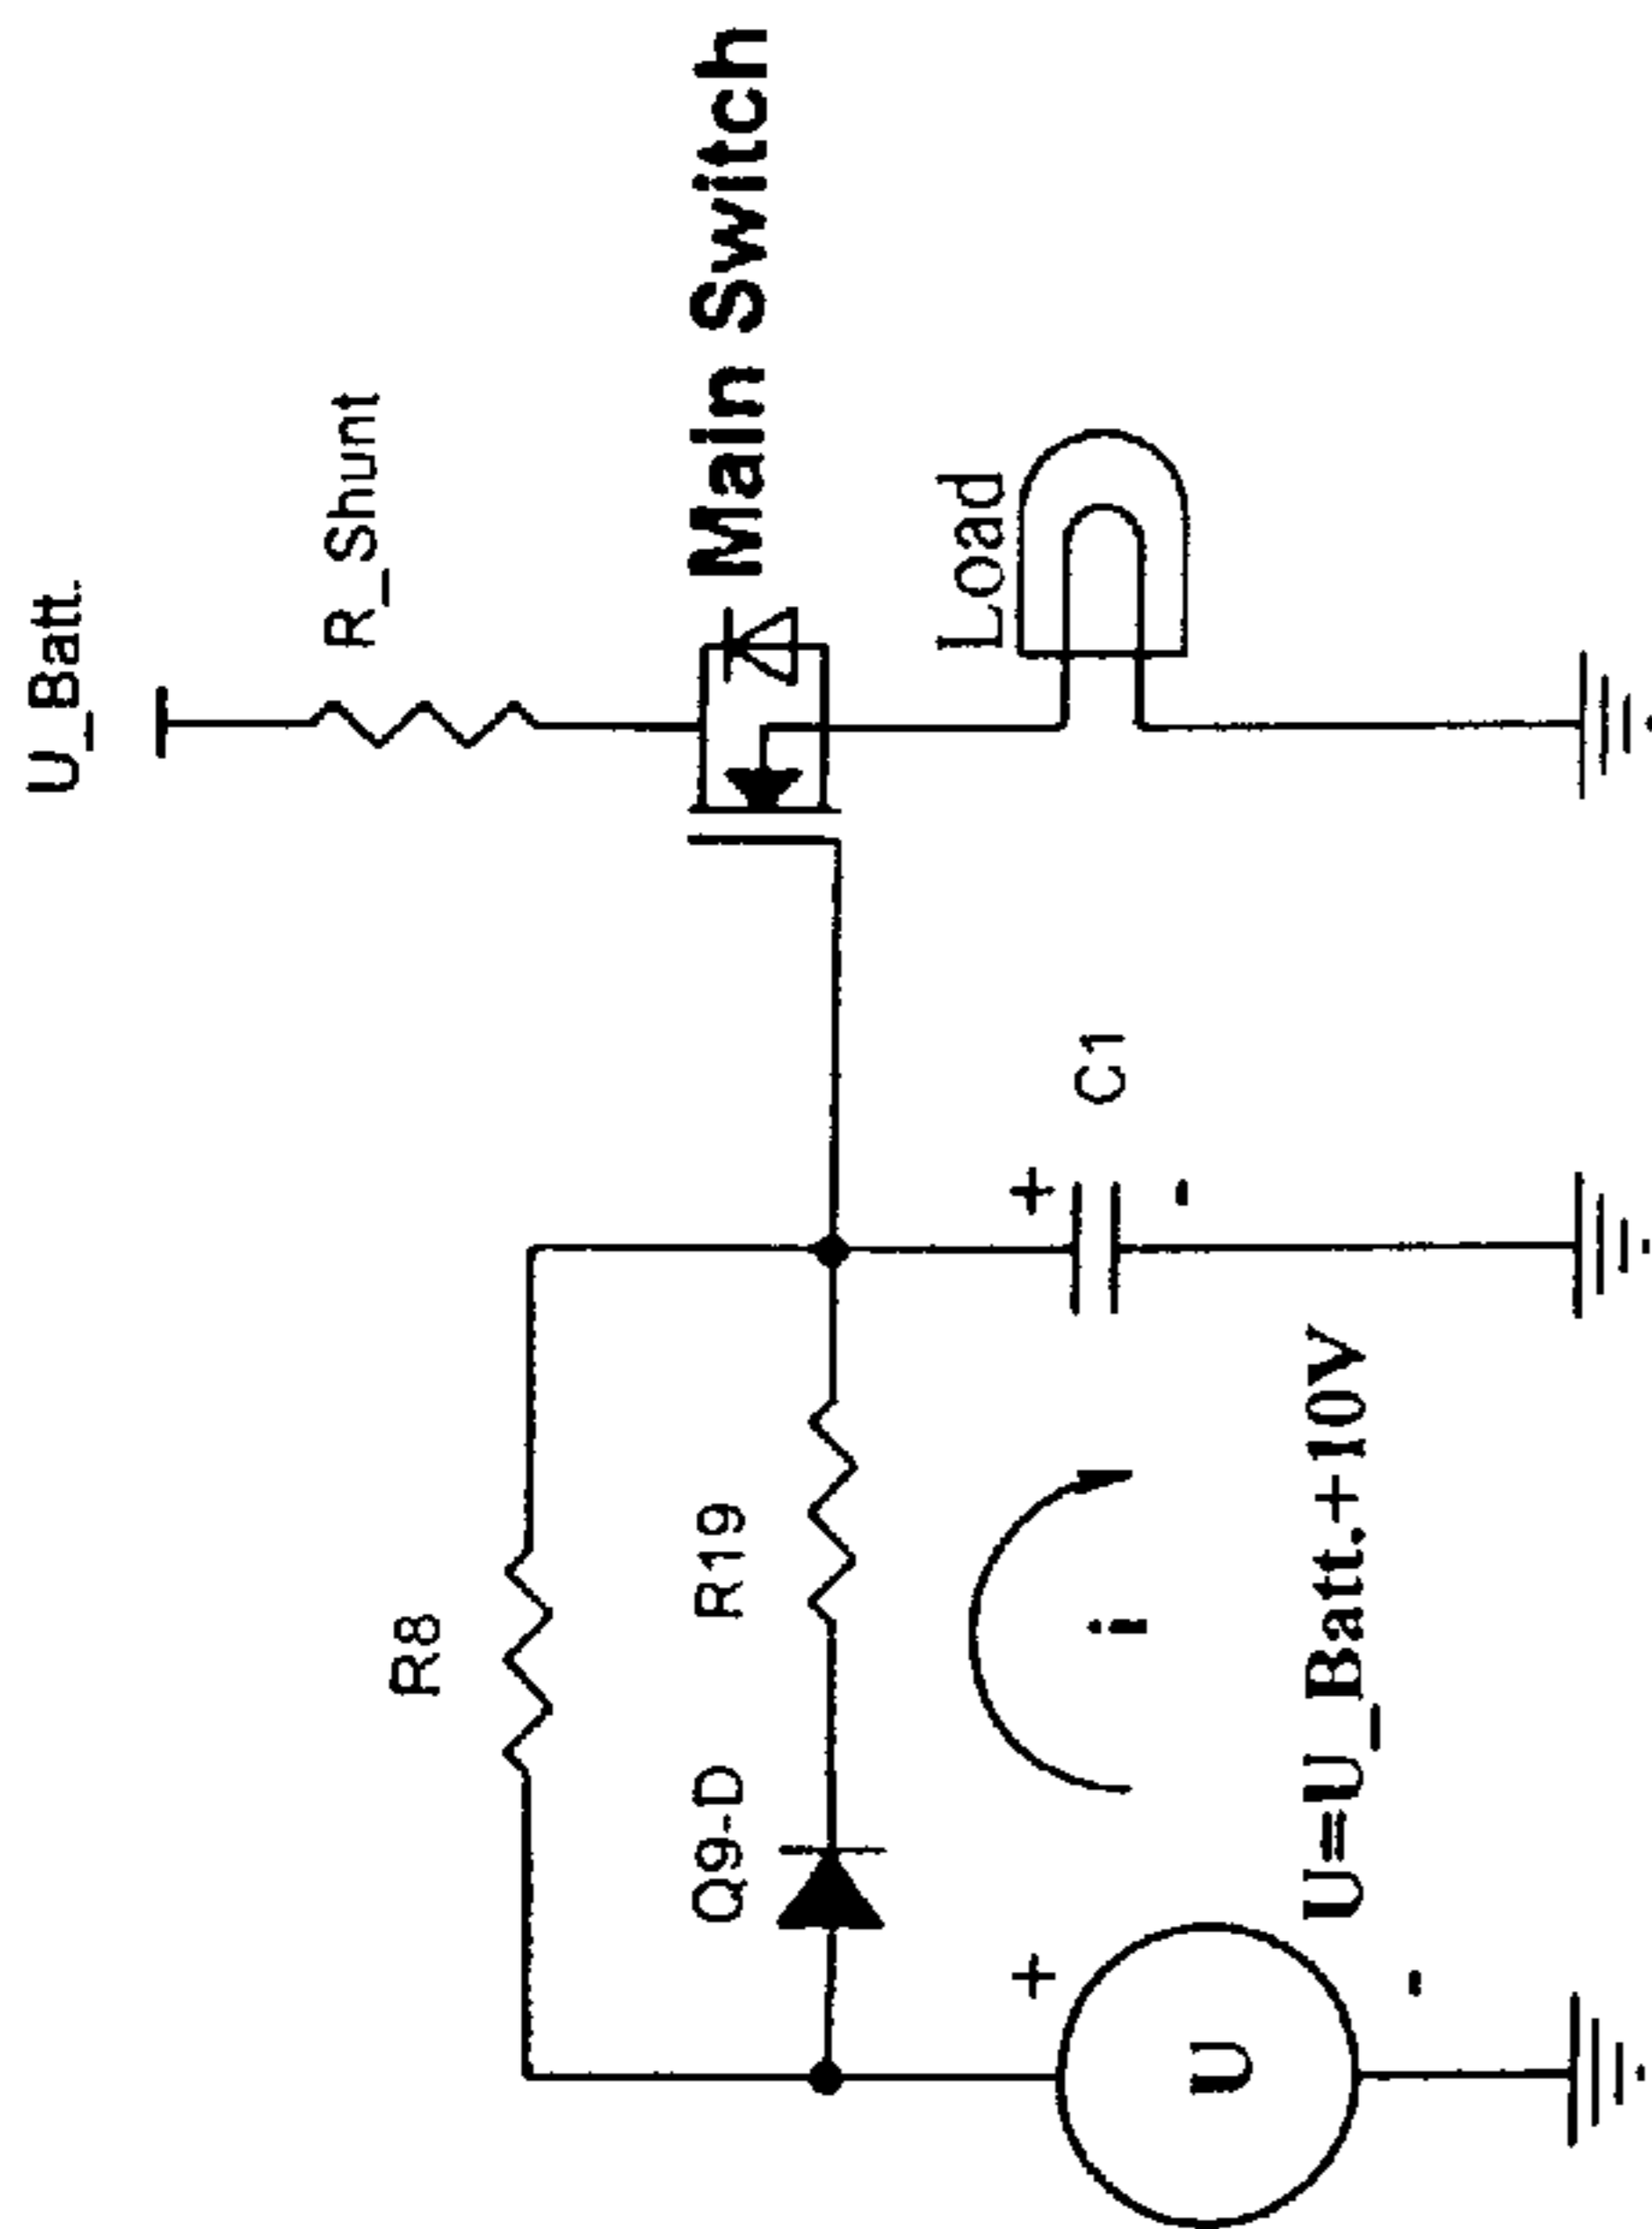 U_Batt.
R_Shunt
R8
Q9-D
R19
Main Switch
Load
+
C1
-
+
U
-
i
U=U_Batt.+10V